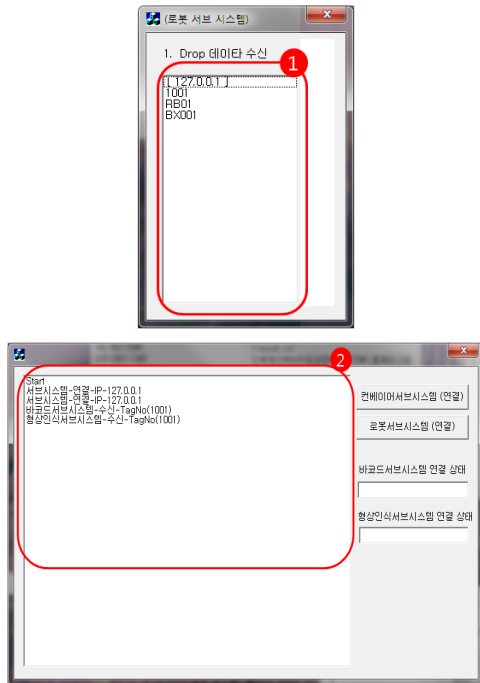 (로봇 서브 시스템)
1. Drop 데이타 수신
1
[ 127.0.0.1 ]
1001
RB01
BX001
2
Start
서브시스템-연결-IP-127.0.0.1
서브시스템-연결-IP-127.0.0.1
바코드서브시스템-수신-TagNo(1001)
형상인식서브시스템-수신-TagNo(1001)
컨베이어서브시스템 (연결)
로봇서브시스템 (연결)
바코드서브시스템 연결 상태
형상인식서브시스템 연결 상태